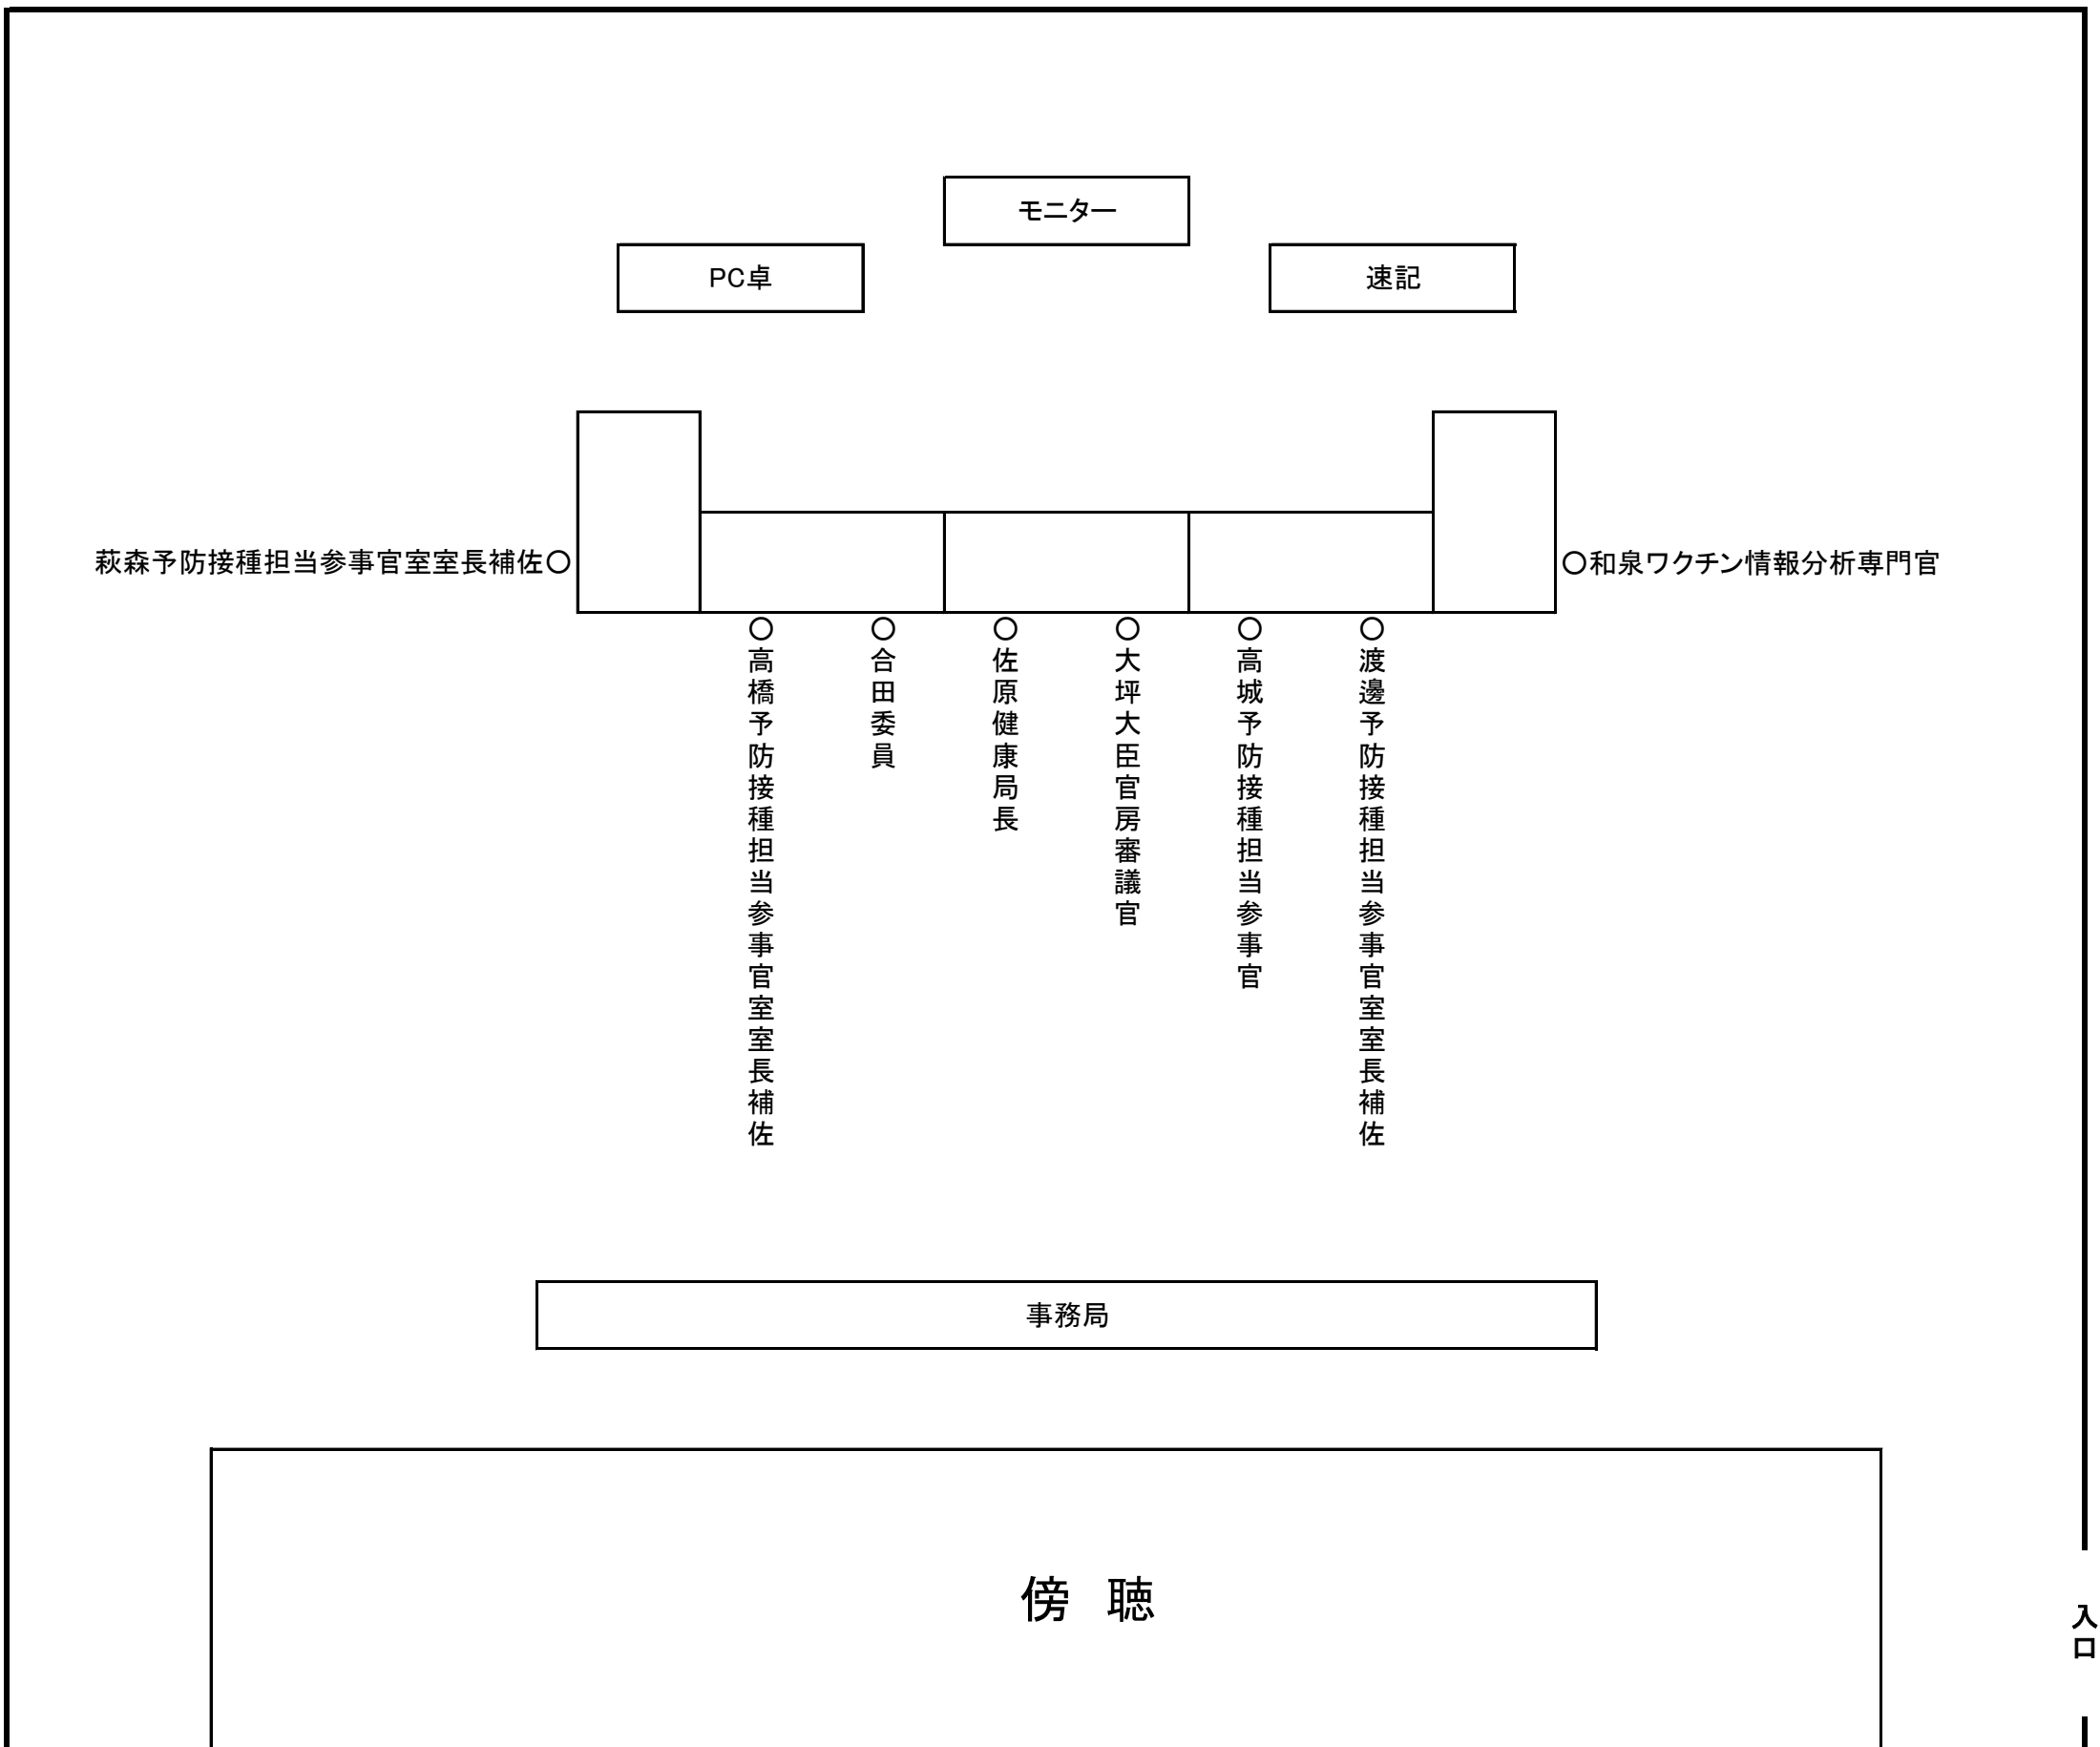 モニター
PC卓
速記
萩森予防接種担当参事官室室長補佐○
○和泉ワクチン情報分析専門官
○高橋予防接種担当参事官室室長補佐
○合田委員
○佐原健康局長
○大坪大臣官房審議官
○高城予防接種担当参事官
○渡邊予防接種担当参事官室室長補佐
事務局
傍　聴
入口